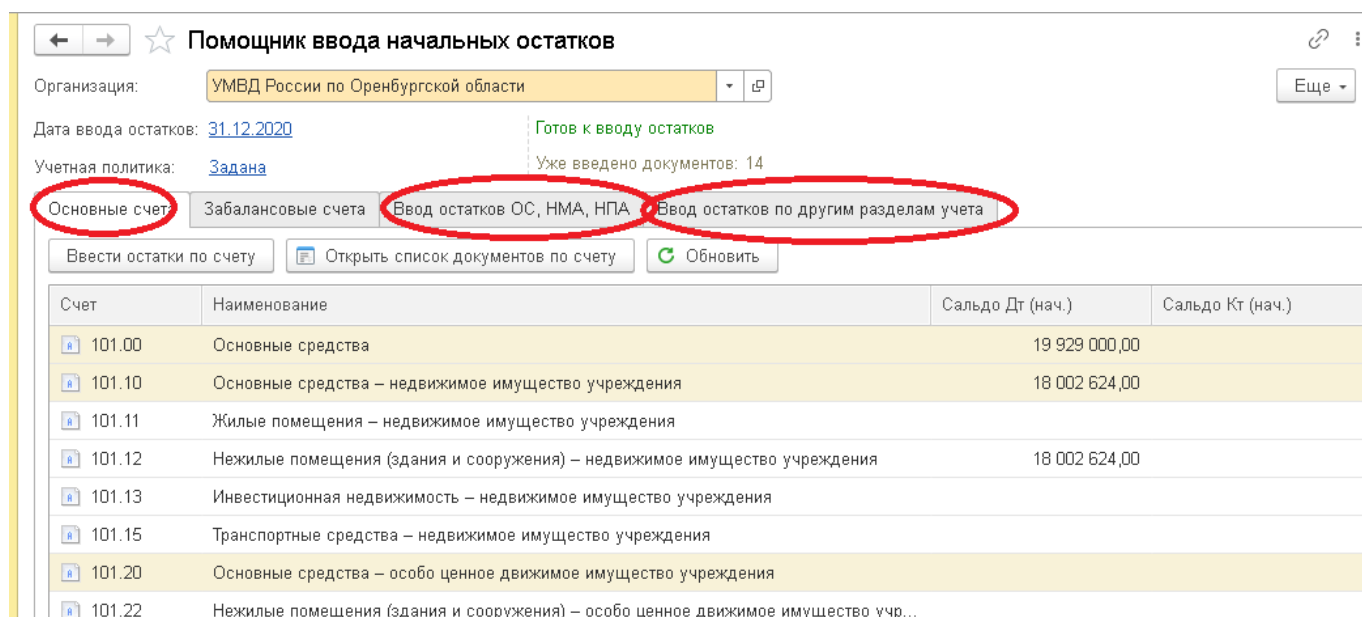 Помощник ввода начальных остатков
Организация: УМВД России по Оренбургской области Еще
Дата ввода остатков: 31.12.2020 Готов к вводу остатков
Учетная политика: Задана Уже введено документов: 14
Основные счета Забалансовые счета Ввод остатков ОС, НМА, НПА Ввод остатков по другим разделам учета
Ввести остатки по счету Открыть список документов по счету Обновить
Счет Наименование Сальдо Дт (нач.) Сальдо Кт (нач.)
101.00 Основные средства 19 929 000,00
101.10 Основные средства – недвижимое имущество учреждения 18 002 624,00
101.11 Жилые помещения – недвижимое имущество учреждения
101.12 Нежилые помещения (здания и сооружения) – недвижимое имущество учреждения 18 002 624,00
101.13 Инвестиционная недвижимость – недвижимое имущество учреждения
101.15 Транспортные средства – недвижимое имущество учреждения
101.20 Основные средства – особо ценное движимое имущество учреждения
101.22 Нежилые помещения (здания и сооружения) – особо ценное движимое имущество учр...